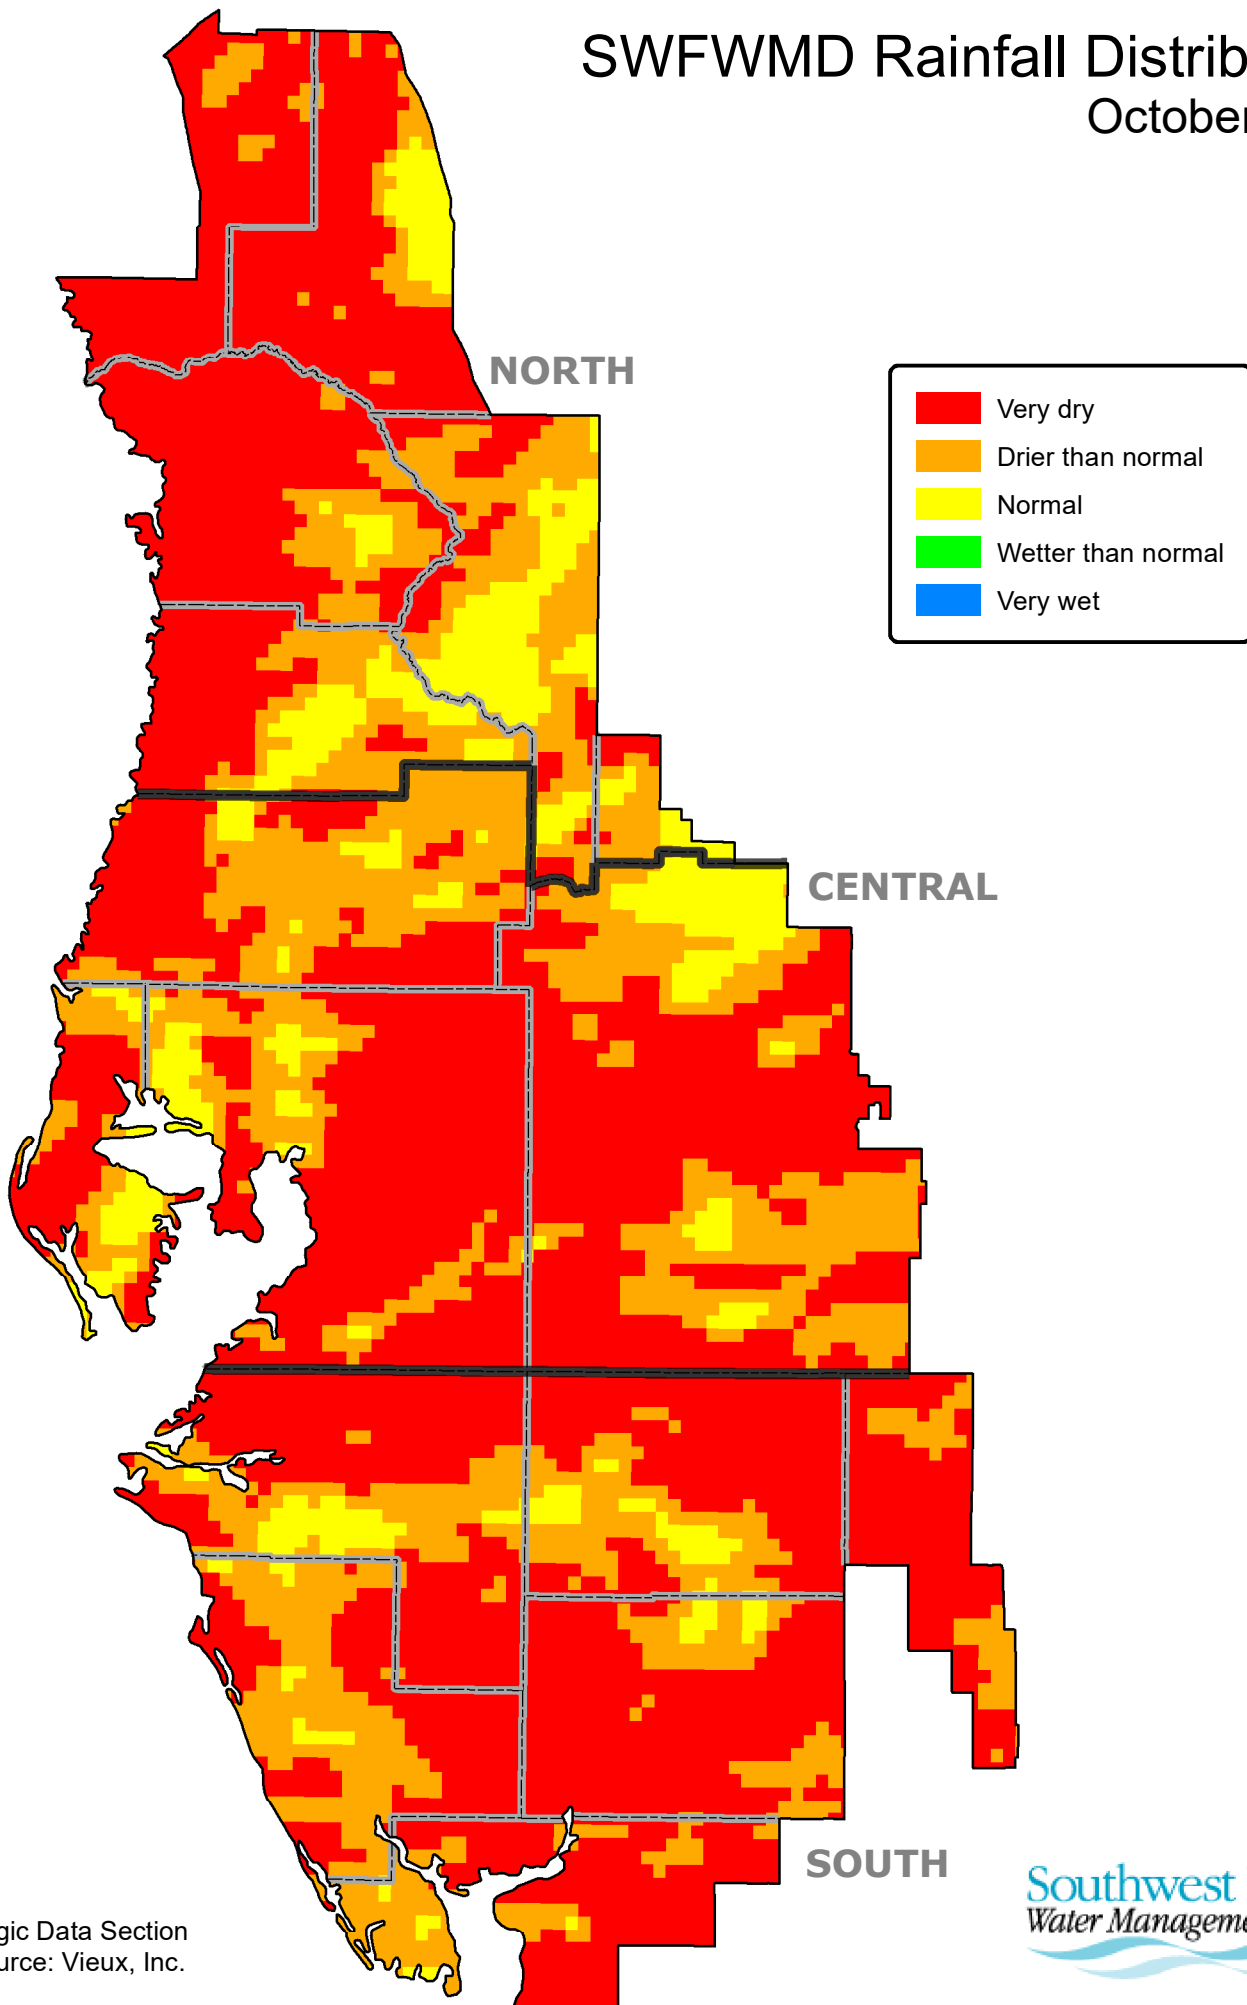 SWFWMD Rainfall Distrib
October
NORTH
Very dry
Drier than normal
Normal
Wetter than normal
Very wet
CENTRAL
SOUTH
Southwest
Water Manageme
gic Data Section
urce: Vieux, Inc.